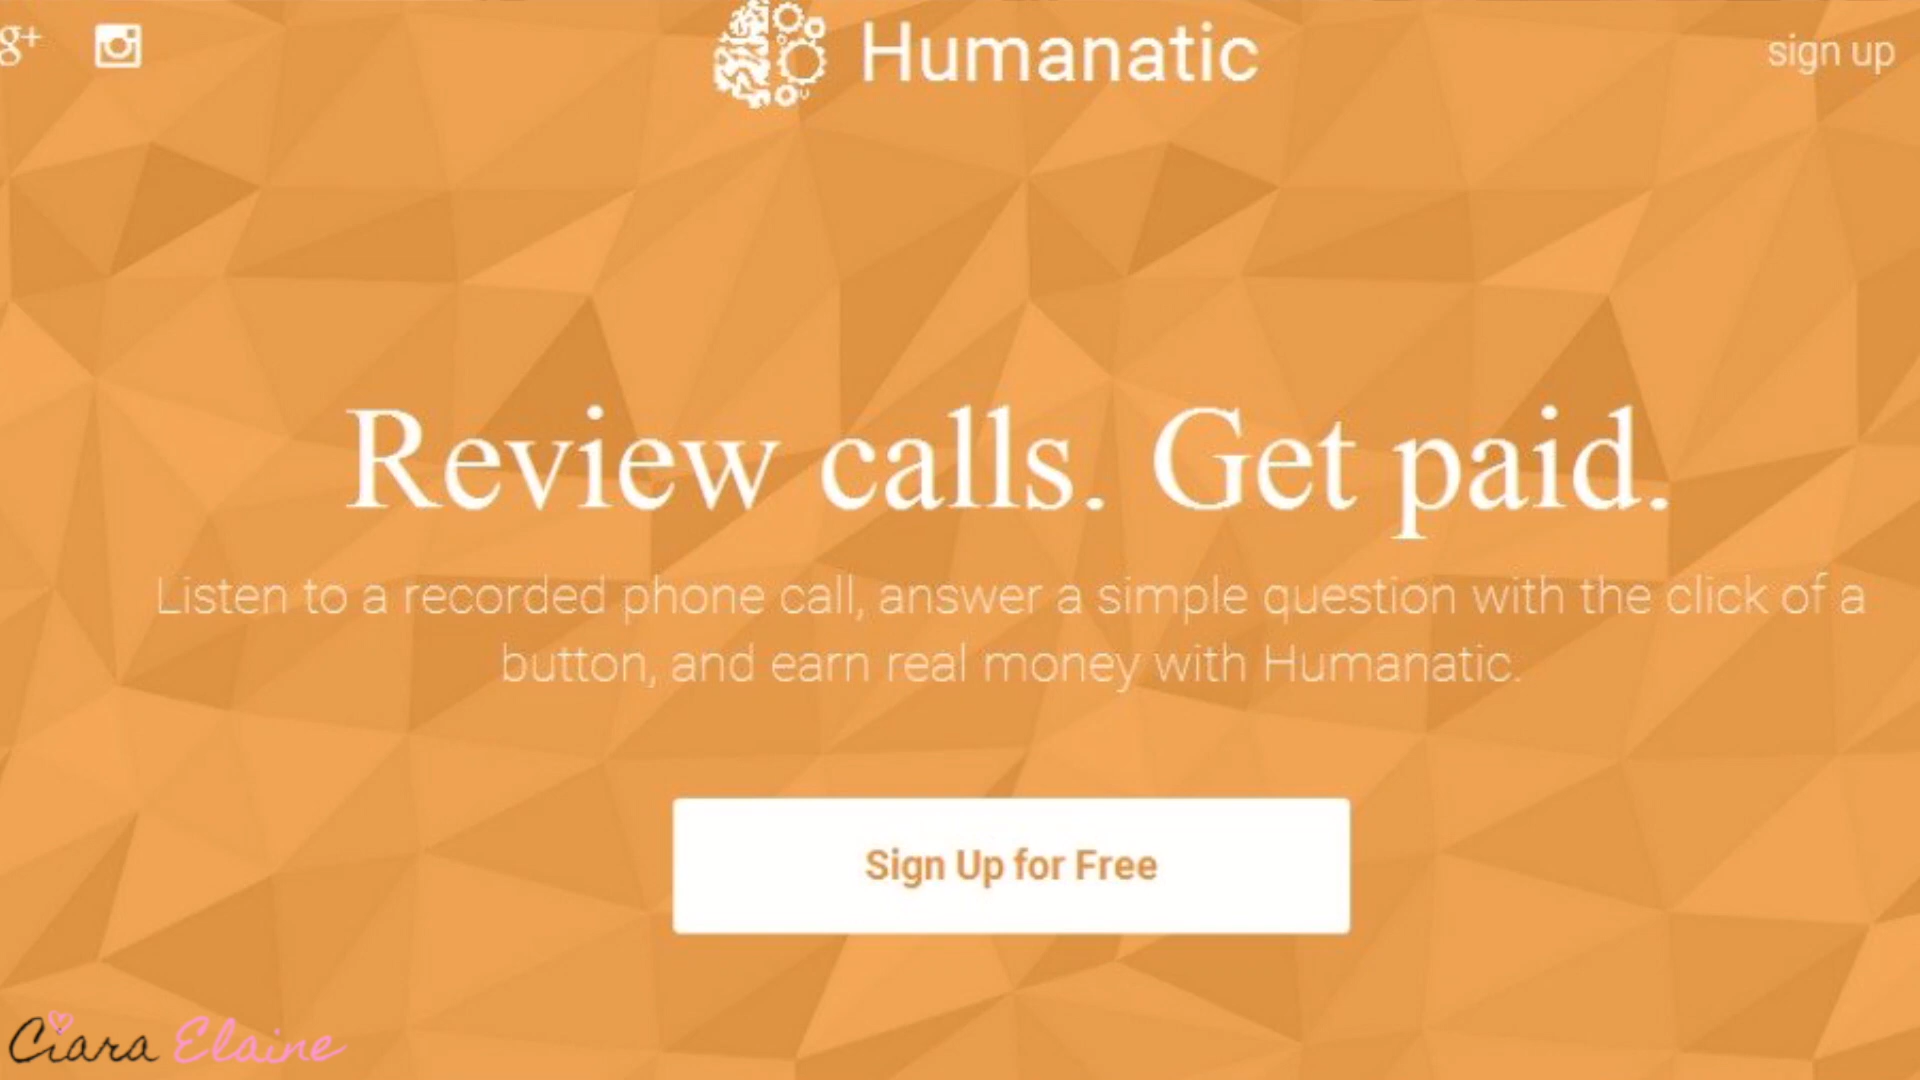 g+
Humanatic
sign up
Review calls. Get paid.
Listen to a recorded phone call, answer a simple question with the click of a
button, and earn real money with Humanatic.
Sign Up for Free
Ciara Elaine